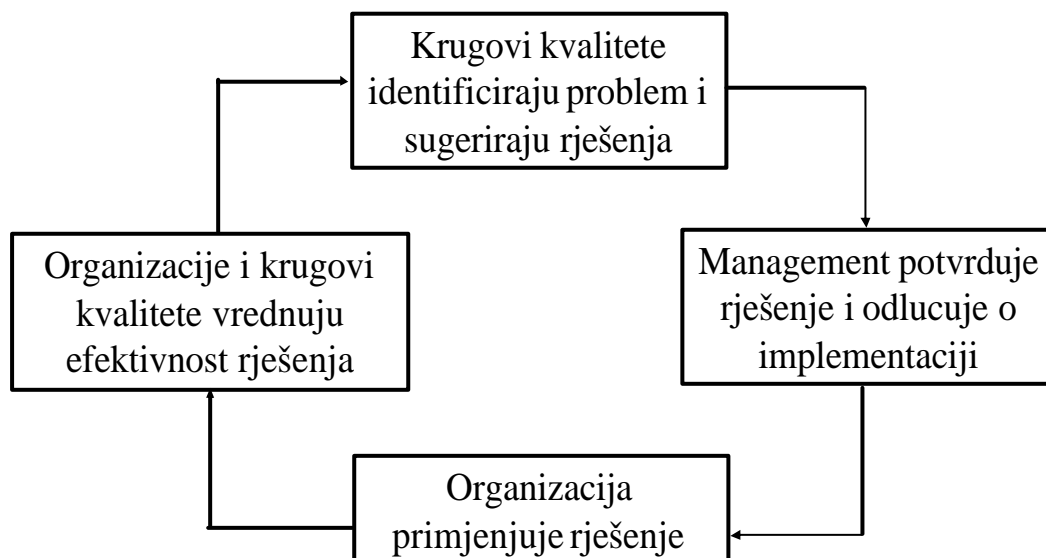 Krugovi kvalitete
identificiraju problem i
sugeriraju rješenja
Organizacije i krugovi
kvalitete vrednuju
efektivnost rješenja
Management potvrduje
rješenje i odlucuje o
implementaciji
Organizacija
primjenjuje rješenje